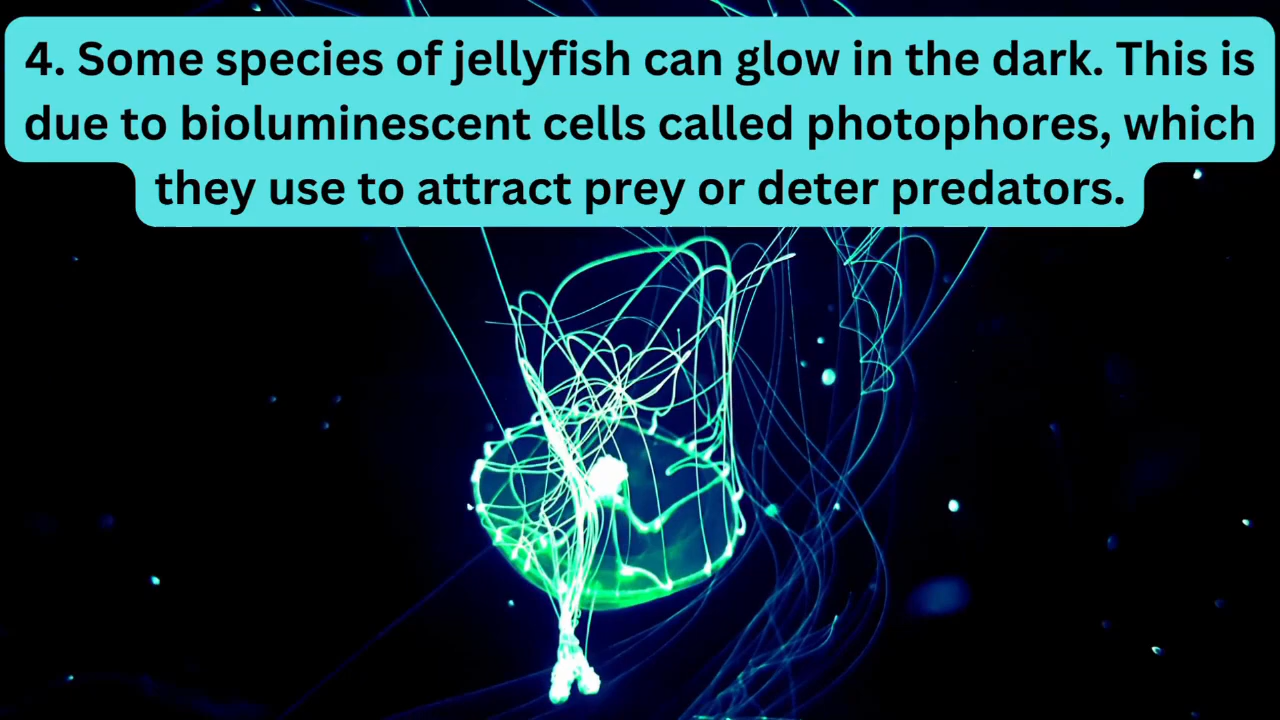 4. Some species of jellyfish can glow in the dark. This is
due to bioluminescent cells called photophores, which
they use to attract prey or deter predators.